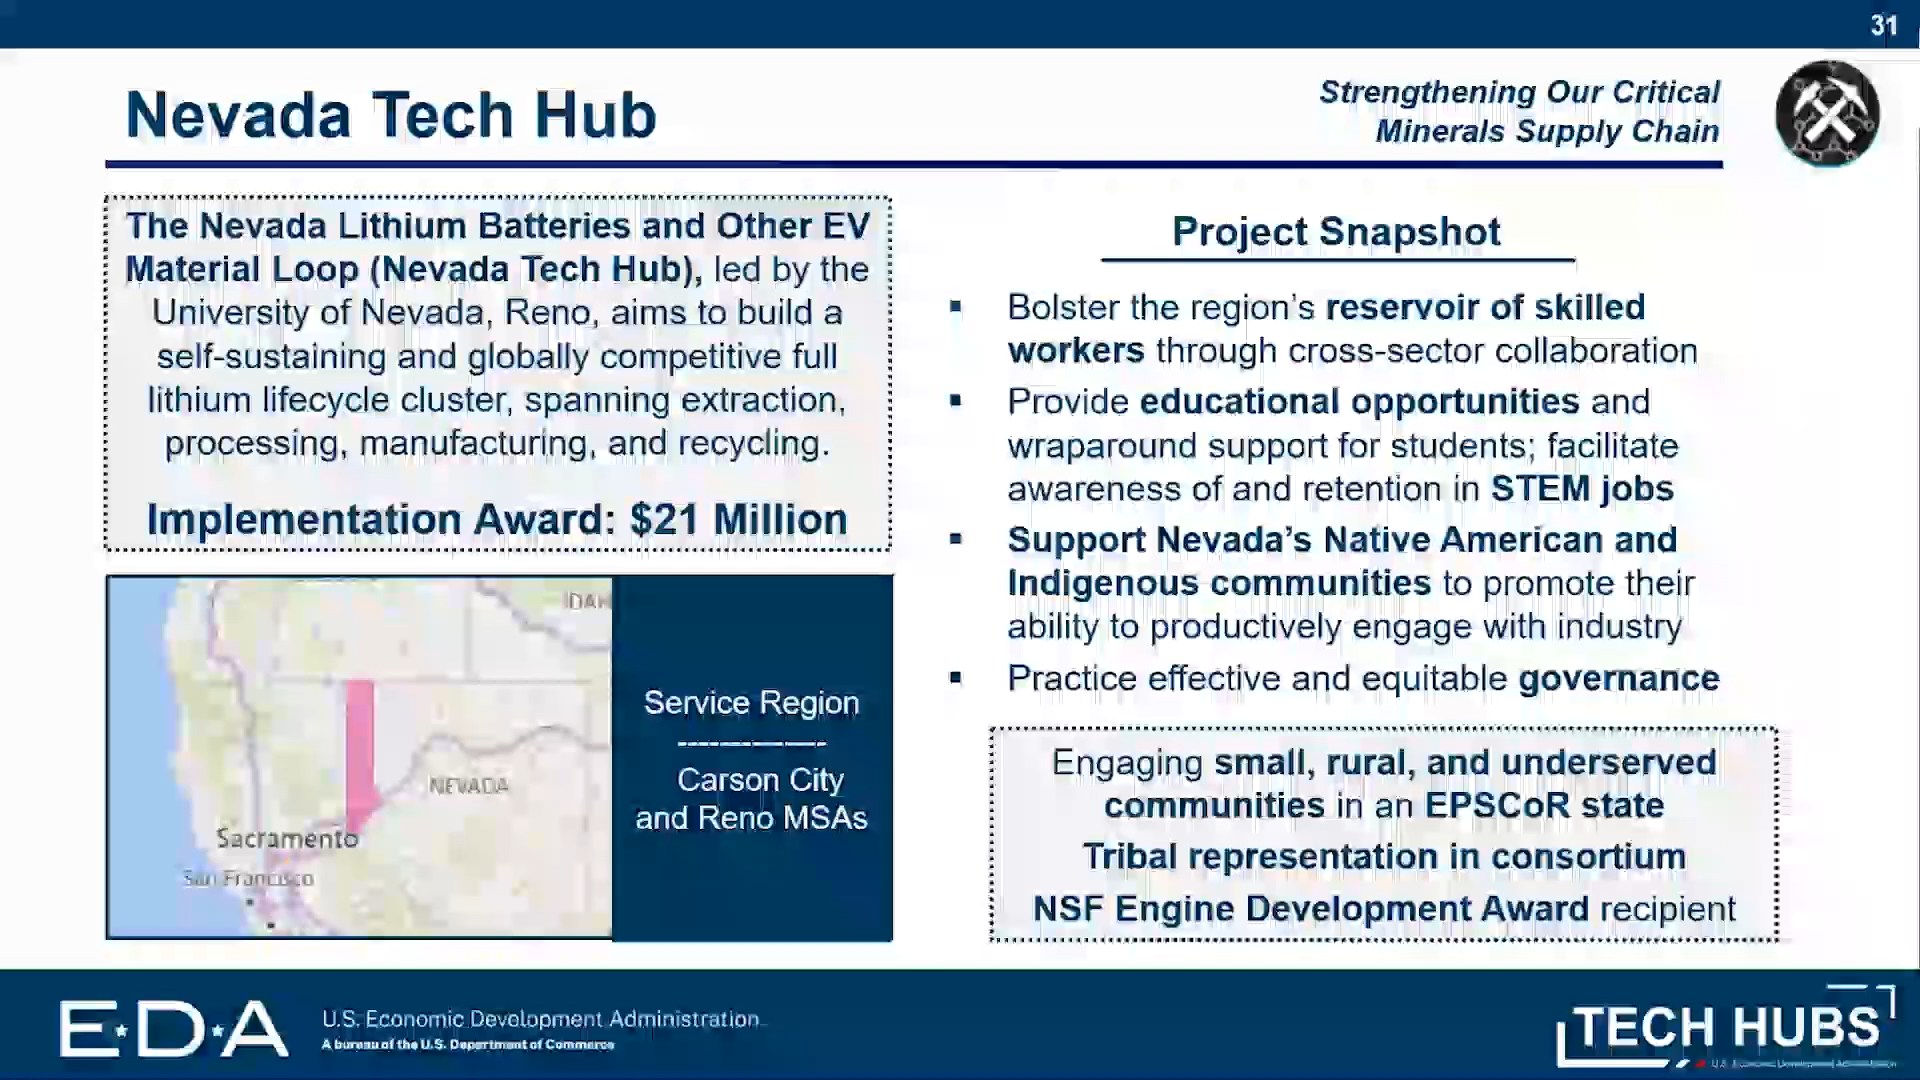 31
Nevada Tech Hub
Strengthening Our Critical
Minerals Supply Chain
The Nevada Lithium Batteries and Other EV
Material Loop (Nevada Tech Hub), led by the
University of Nevada, Reno, aims to build a
self-sustaining and globally competitive full
lithium lifecycle cluster, spanning extraction,
processing, manufacturing, and recycling.
Implementation Award: $21 Million
IDAH
NEVADA
Sacramento
San Francisco
Service Region
Carson City
and Reno MSAs
Project Snapshot
▪ Bolster the region’s reservoir of skilled
workers through cross-sector collaboration
▪ Provide educational opportunities and
wraparound support for students; facilitate
awareness of and retention in STEM jobs
▪ Support Nevada’s Native American and
Indigenous communities to promote their
ability to productively engage with industry
▪ Practice effective and equitable governance
Engaging small, rural, and underserved
communities in an EPSCoR state
Tribal representation in consortium
NSF Engine Development Award recipient
E★D★A
U.S. Economic Development Administration
A bureau of the U.S. Department of Commerce
TECH HUBS
U.S. Economic Development Administration